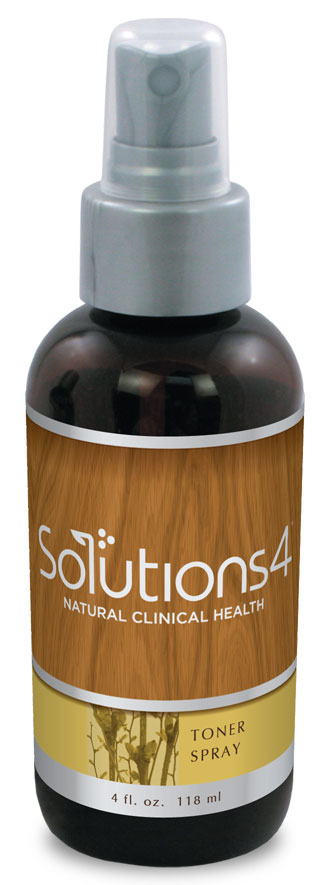 Solutions4
NATURAL CLINICAL HEALTH
TONER
SPRAY
4 fl. oz. 118 ml